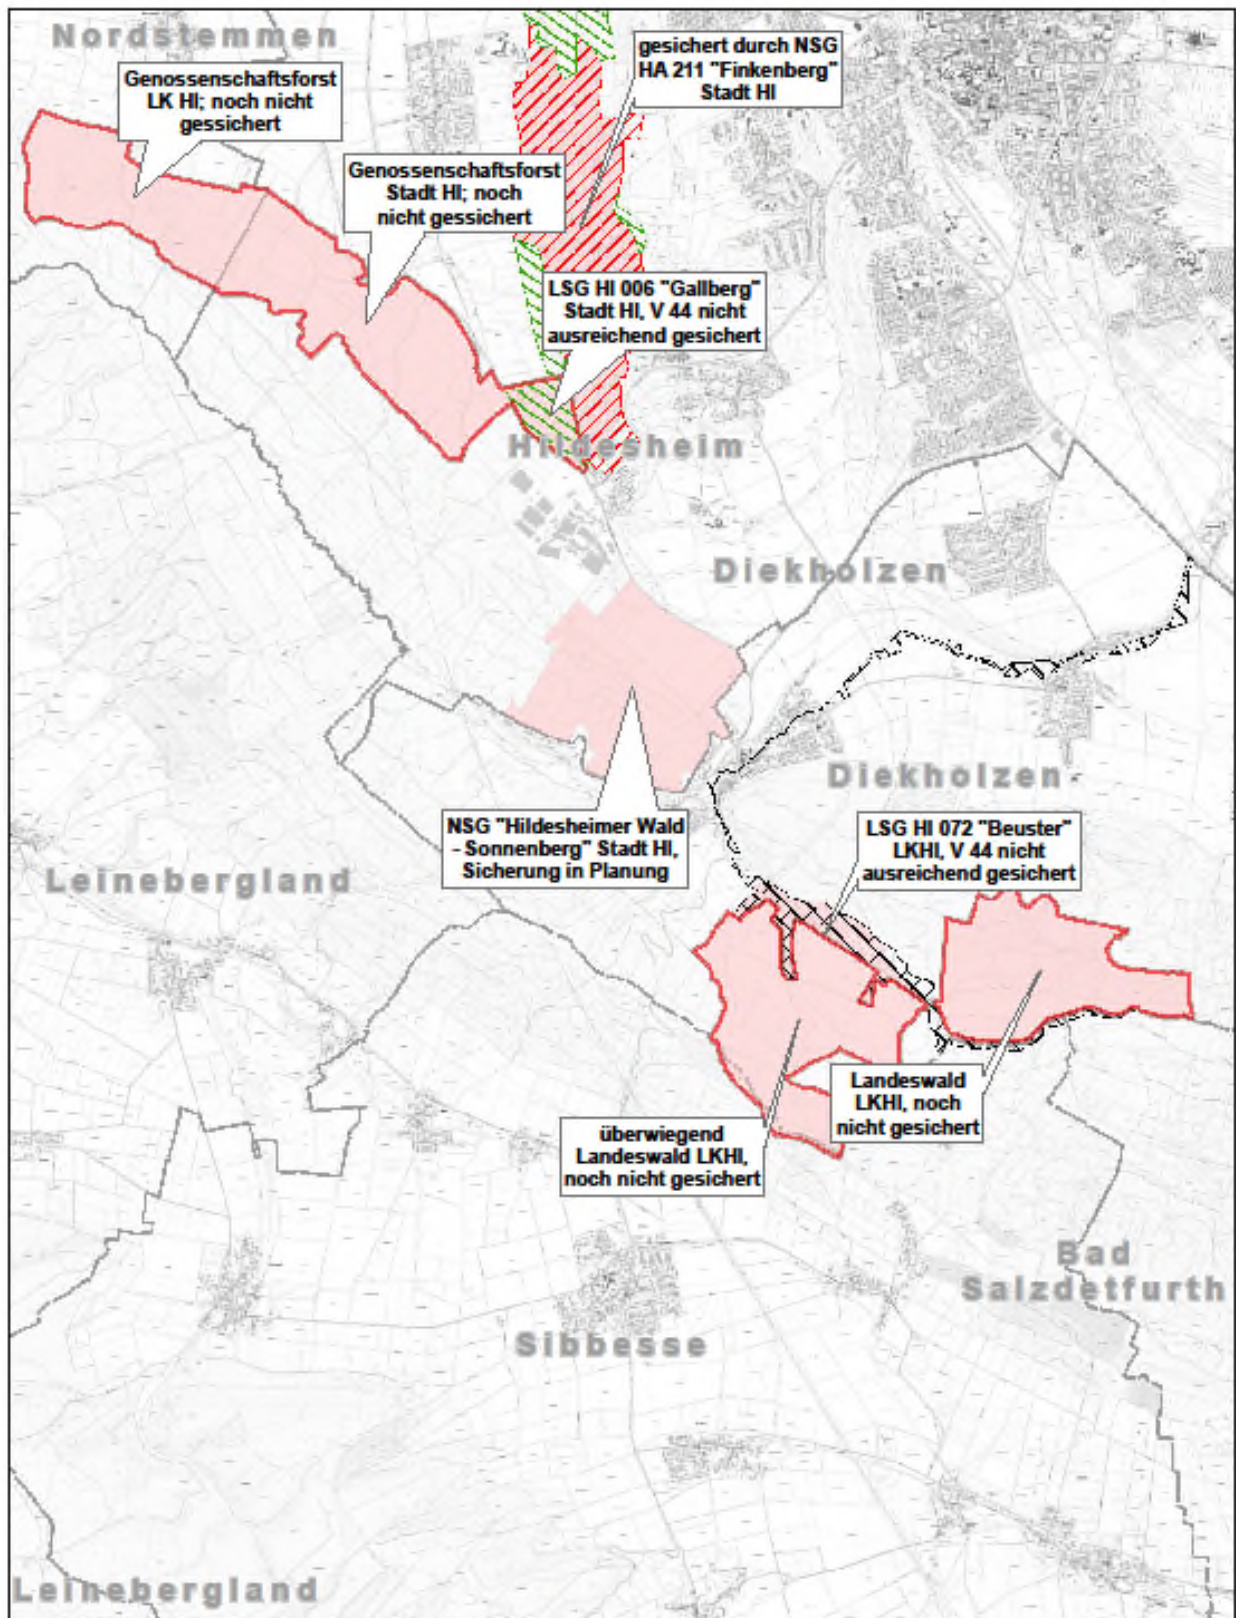 Nordstemmen
Genossenschaftsforst
LK HI; noch nicht
gessichert
gesichert durch NSG
HA 211 "Finkenberg"
Stadt HI
Genossenschaftsforst
Stadt HI; noch
nicht gessichert
LSG HI 006 "Gallberg"
Stadt HI, V 44 nicht
ausreichend gesichert
Hildesheim
Diekholzen
Diekholzen
NSG "Hildesheimer Wald
- Sonnenberg" Stadt HI,
Sicherung in Planung
LSG HI 072 "Beuster"
LKHI, V 44 nicht
ausreichend gesichert
Leinebergland
Landeswald
LKHI, noch
nicht gesichert
überwiegend
Landeswald LKHI,
noch nicht gesichert
Bad
Salzdetfurth
Sibbesse
Leinebergland